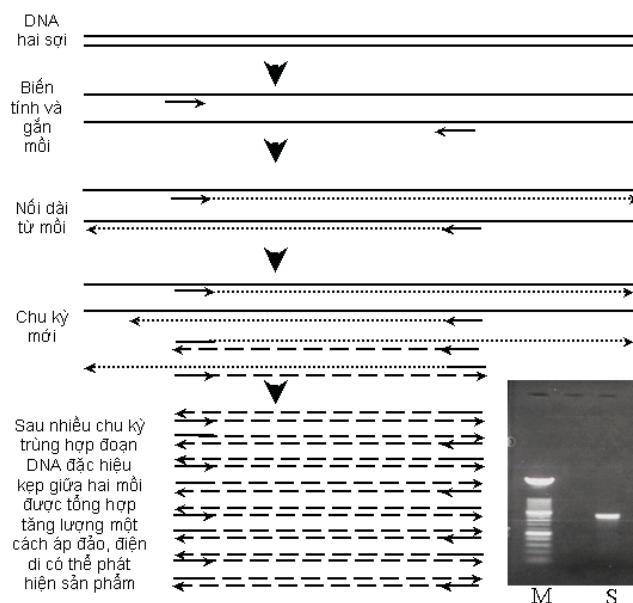 DNA
hai sợi
Biến
tính và
gắn
mồi
Nối dài
từ mồi
Chu kỳ
mới
Sau nhiều chu kỳ
trùng hợp đoạn
DNA đặc hiệu
kẹp giữa hai mồi
được tổng hợp
tăng lượng một
cách áp đảo, điện
di có thể phát
hiện sản phẩm
M S